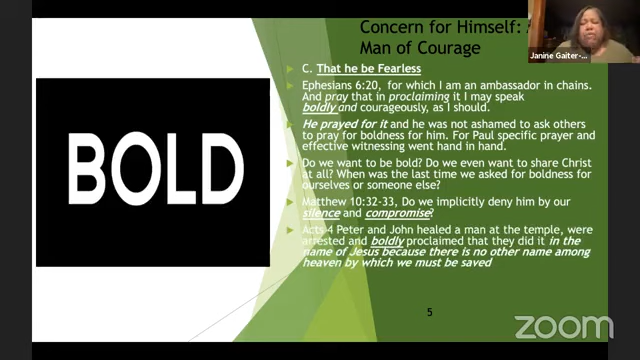 Concern for Himself: A
Man of Courage
C. That he be Fearless
Ephesians 6:20, for which I am an ambassador in chains.
And pray that in proclaiming it I may speak
boldly and courageously, as I should.
He prayed for it and he was not ashamed to ask others
to pray for boldness for him. For Paul specific prayer and
effective witnessing went hand in hand.
Do we want to be bold? Do we even want to share Christ
at all? When was the last time we asked for boldness for
ourselves or someone else?
Matthew 10:32-33, Do we implicitly deny him by our
silence and compromise?
Acts 4 Peter and John healed a man at the temple, were
arrested and boldly proclaimed that they did it in the
name of Jesus because there is no other name among
heaven by which we must be saved
BOLD
5
Janine Gaiter-...
zoom